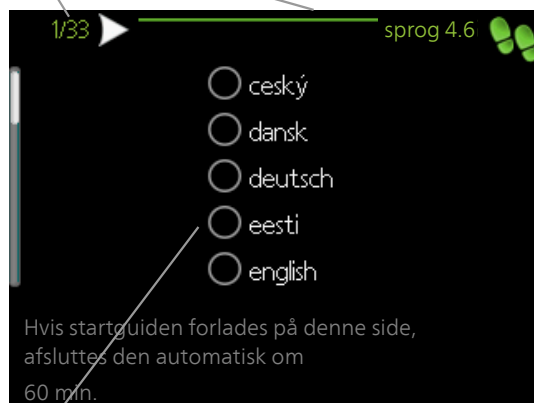 1/33
sprog 4.6
ceský
dansk
deutsch
eesti
english
Hvis startguiden forlades på denne side,
afsluttes den automatisk om
60 min.